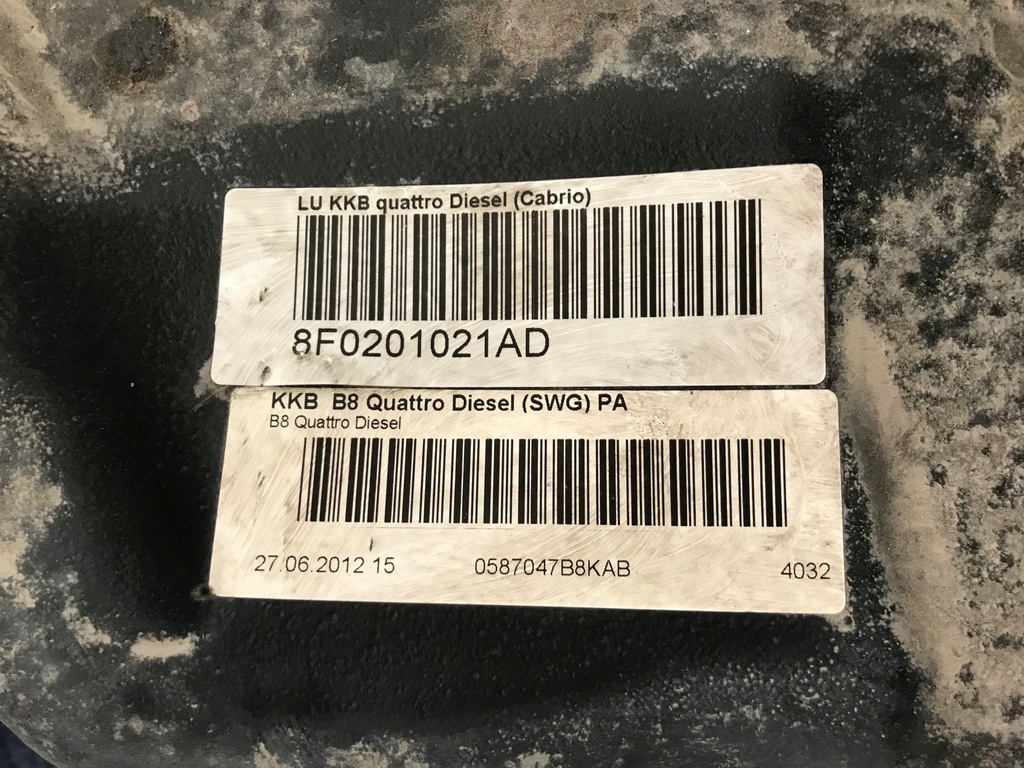 LU KKB quattro Diesel (Cabrio)
8F0201021AD
KKB B8 Quattro Diesel (SWG) PA
B8 Quattro Diesel
27.06.2012 15 0587047B8KAB 4032